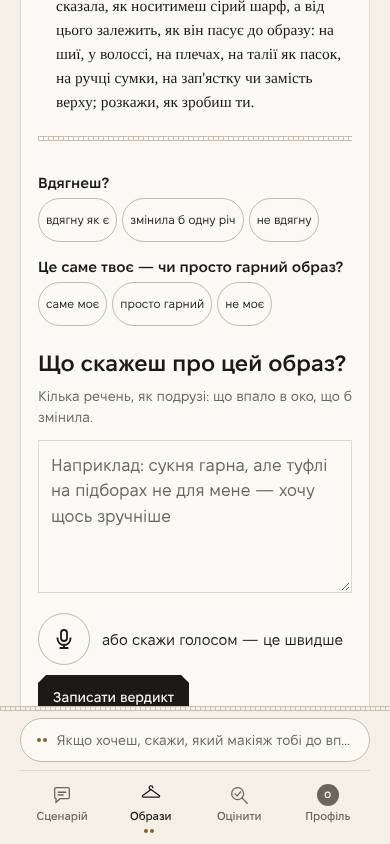 сказала, як носитимеш сірий шарф, а від
цього залежить, як він пасує до образу: на
шиї, у волоссі, на плечах, на талії як пасок,
на ручці сумки, на зап'ястку чи замість
верху; розкажи, як зробиш ти.
Вдягнеш?
вдягну як є
змінила б одну річ
не вдягну
Це саме твоє — чи просто гарний образ?
саме моє
просто гарний
не моє
Що скажеш про цей образ?
Кілька речень, як подрузі: що впало в око, що б
змінила.
Наприклад: сукня гарна, але туфлі
на підборах не для мене — хочу
щось зручніше
або скажи голосом — це швидше
Записати вердикт
Якщо хочеш, скажи, який макіяж тобі до вп…
Сценарій
Образи
Оцінити
О
Профіль